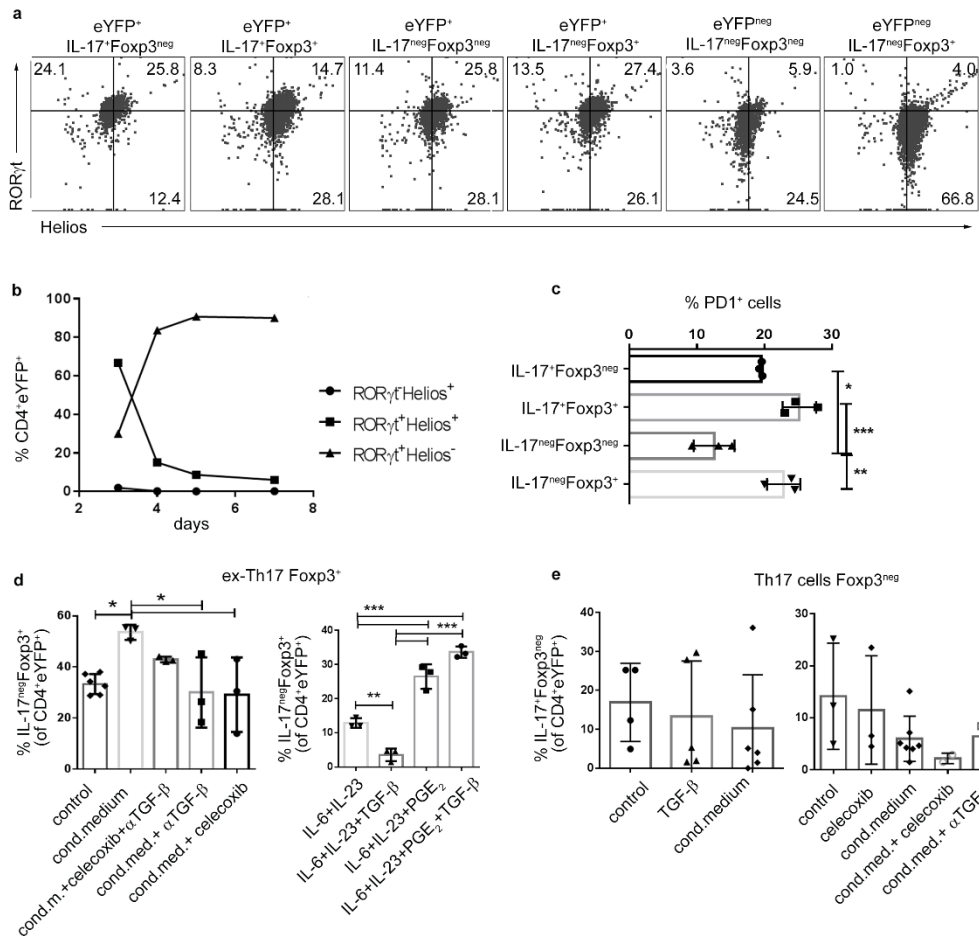 a
eYFP⁺ IL-17⁺Foxp3ⁿᵉᵍ
eYFP⁺ IL-17⁺Foxp3⁺
eYFP⁺ IL-17ⁿᵉᵍFoxp3ⁿᵉᵍ
eYFP⁺ IL-17ⁿᵉᵍFoxp3⁺
eYFPⁿᵉᵍ IL-17ⁿᵉᵍFoxp3ⁿᵉᵍ
eYFPⁿᵉᵍ IL-17ⁿᵉᵍFoxp3⁺
24.1 25.8 8.3 14.7 11.4 25.8 13.5 27.4 3.6 5.9 1.0 4.0
RORγt
12.4 28.1 28.1 26.1 24.5 66.8
Helios
b
% CD4⁺eYFP⁺
100
80
60
40
20
0
2 4 6 8
days
RORγt⁻Helios⁺
RORγt⁺Helios⁺
RORγt⁺Helios⁻
c
% PD1⁺ cells
0 10 20 30
IL-17⁺Foxp3ⁿᵉᵍ
IL-17⁺Foxp3⁺
IL-17ⁿᵉᵍFoxp3ⁿᵉᵍ
IL-17ⁿᵉᵍFoxp3⁺
*
***
**
d
ex-Th17 Foxp3⁺
% IL-17ⁿᵉᵍFoxp3⁺
(of CD4⁺eYFP⁺)
60
40
20
0
* *
control
cond.medium
cond.m.+celecoxib+αTGF-β
cond.med.+ αTGF-β
cond.med.+ celecoxib
% IL-17ⁿᵉᵍFoxp3⁺
(of CD4⁺eYFP⁺)
40
30
20
10
0
***
***
**
IL-6+IL-23
IL-6+IL-23+TGF-β
IL-6+IL-23+PGE₂
IL-6+IL-23+PGE₂+TGF-β
e
Th17 cells Foxp3ⁿᵉᵍ
% IL-17⁺Foxp3ⁿᵉᵍ
(of CD4⁺eYFP⁺)
40
30
20
10
0
control
TGF-β
cond.medium
30
20
10
0
control
celecoxib
cond.medium
cond.med.+ celecoxib
cond.med.+ αTGF